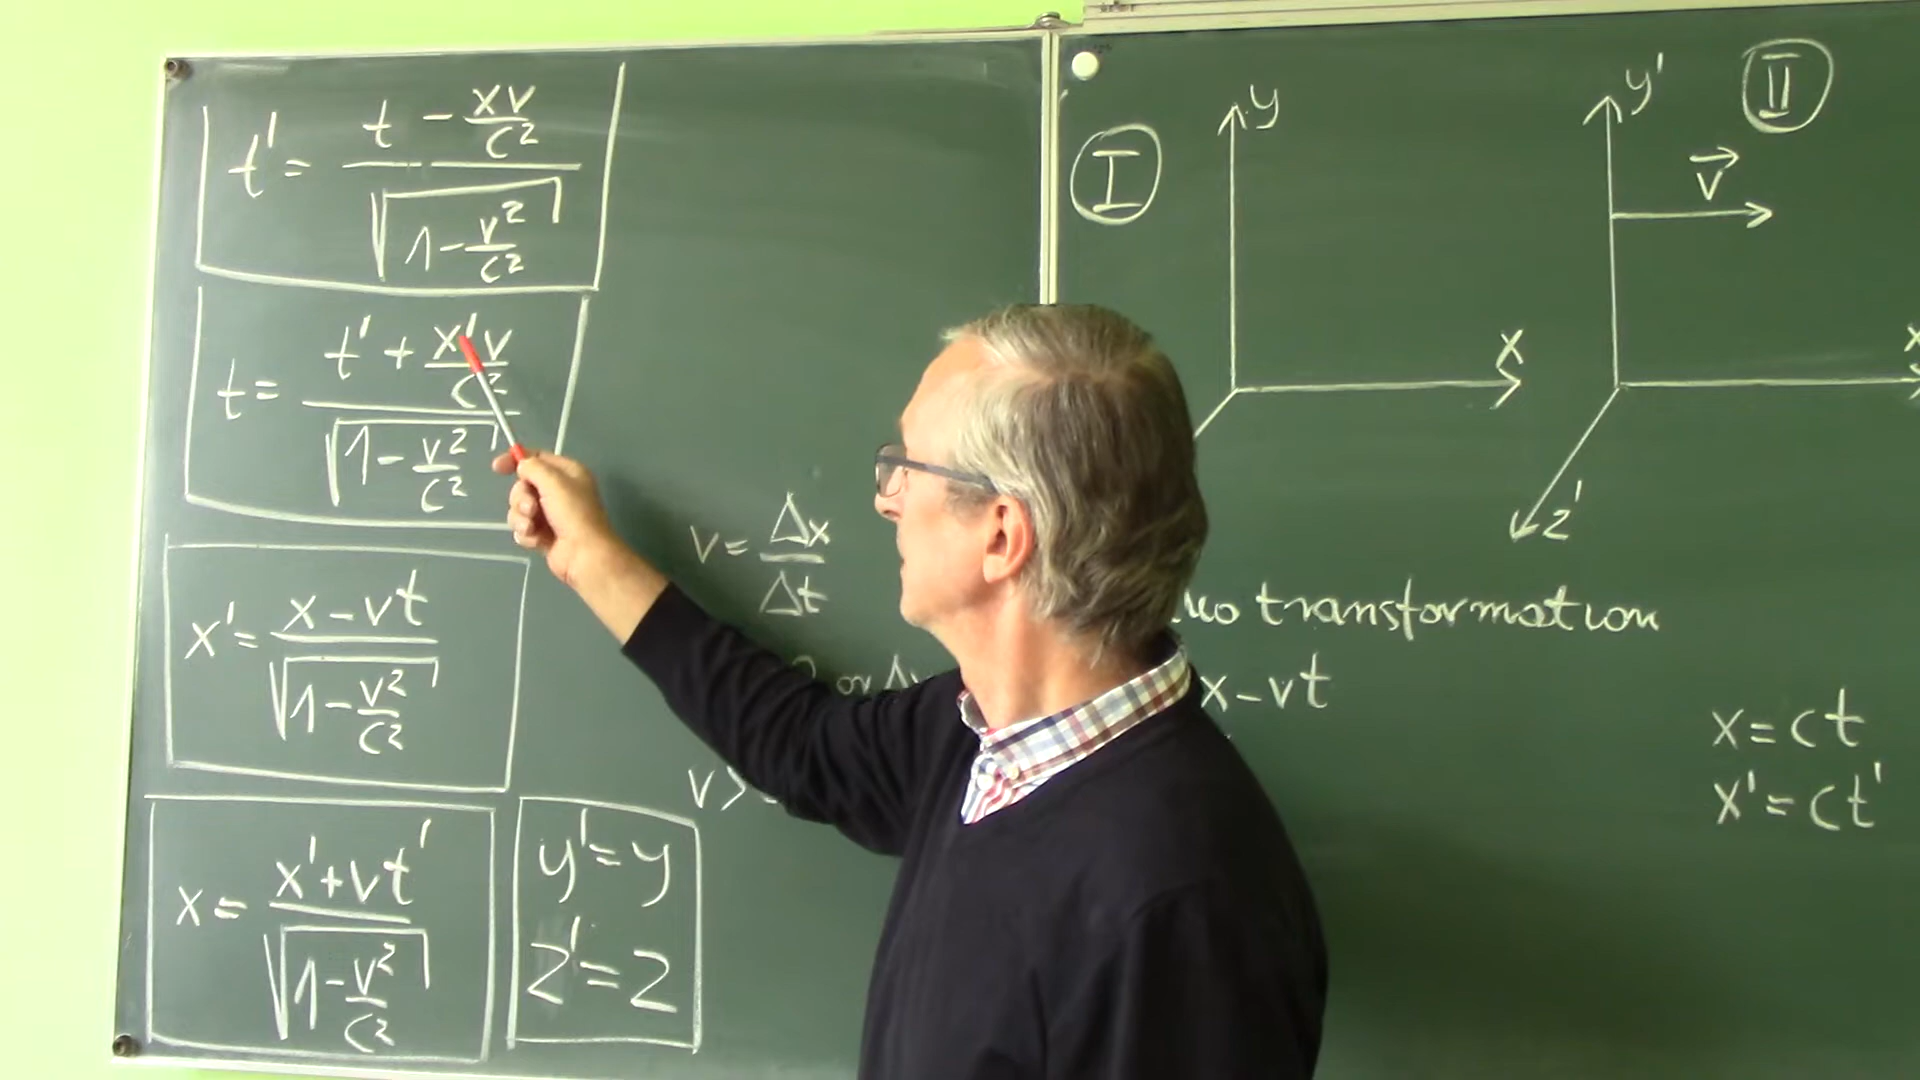 t' = (t - xv/c²) / √(1 - v²/c²)
t = (t' + x'v/c²) / √(1 - v²/c²)
x' = (x - vt) / √(1 - v²/c²)
x = (x' + vt') / √(1 - v²/c²)
y' = y
z' = z
v = Δx/Δt
or
v >
I
y
x
II
y'
v⃗
z'
transformation
x - vt
x = ct
x' = ct'